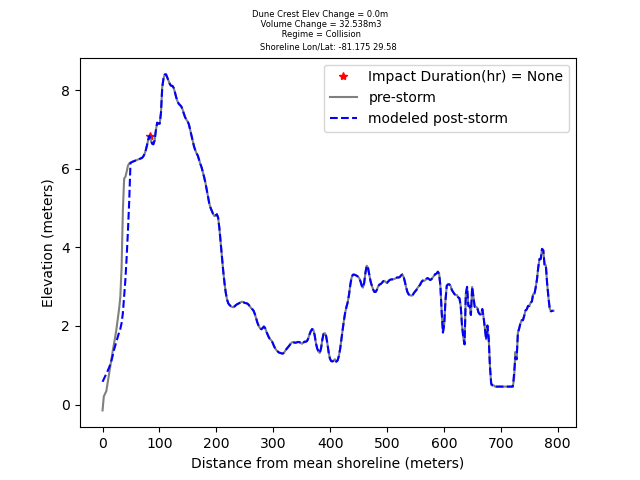 Dune Crest Elev Change = 0.0m
Volume Change = 32.538m3
Regime = Collision
Shoreline Lon/Lat: -81.175 29.58
Impact Duration(hr) = None
pre-storm
modeled post-storm
Elevation (meters)
8
6
4
2
0
0 100 200 300 400 500 600 700 800
Distance from mean shoreline (meters)